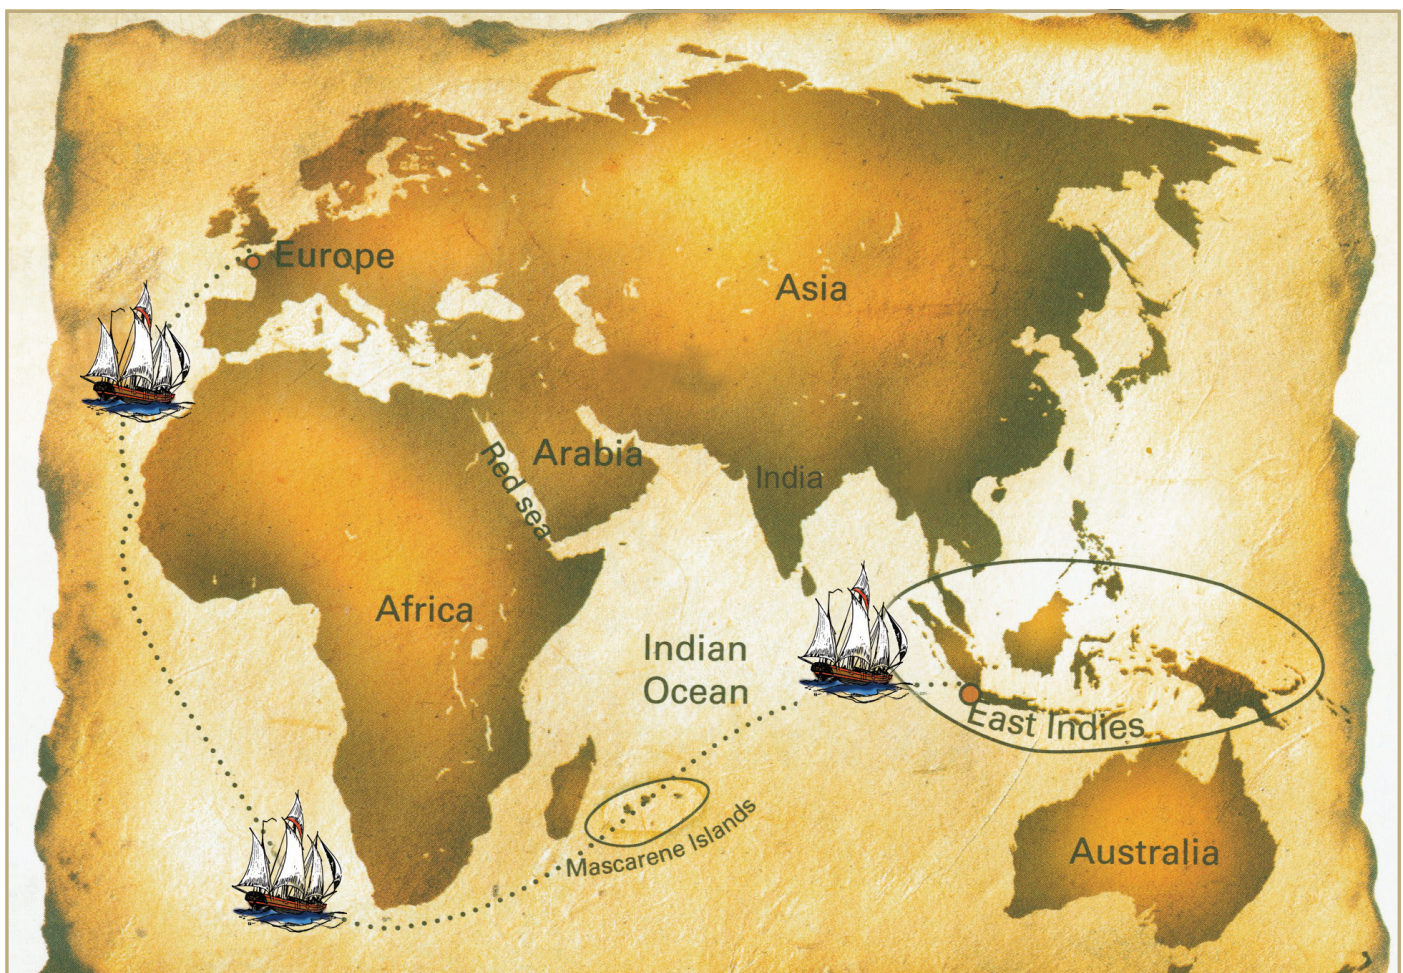 Europe
Asia
Arabia
India
Red sea
Africa
Indian
Ocean
East Indies
Mascarene Islands
Australia